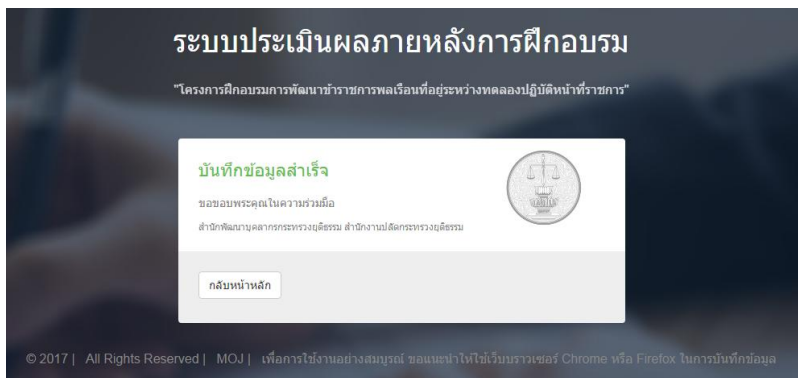 ระบบประเมินผลภายหลังการฝึกอบรม
"โครงการฝึกอบรมการพัฒนาข้าราชการพลเรือนที่อยู่ระหว่างทดลองปฏิบัติหน้าที่ราชการ"
บันทึกข้อมูลสำเร็จ
ขอขอบพระคุณในความร่วมมือ
สำนักพัฒนาบุคลากรกระทรวงยุติธรรม สำนักงานปลัดกระทรวงยุติธรรม
กลับหน้าหลัก
© 2017 | All Rights Reserved | MOJ | เพื่อการใช้งานอย่างสมบูรณ์ ขอแนะนำให้ใช้เว็บบราวเซอร์ Chrome หรือ Firefox ในการบันทึกข้อมูล